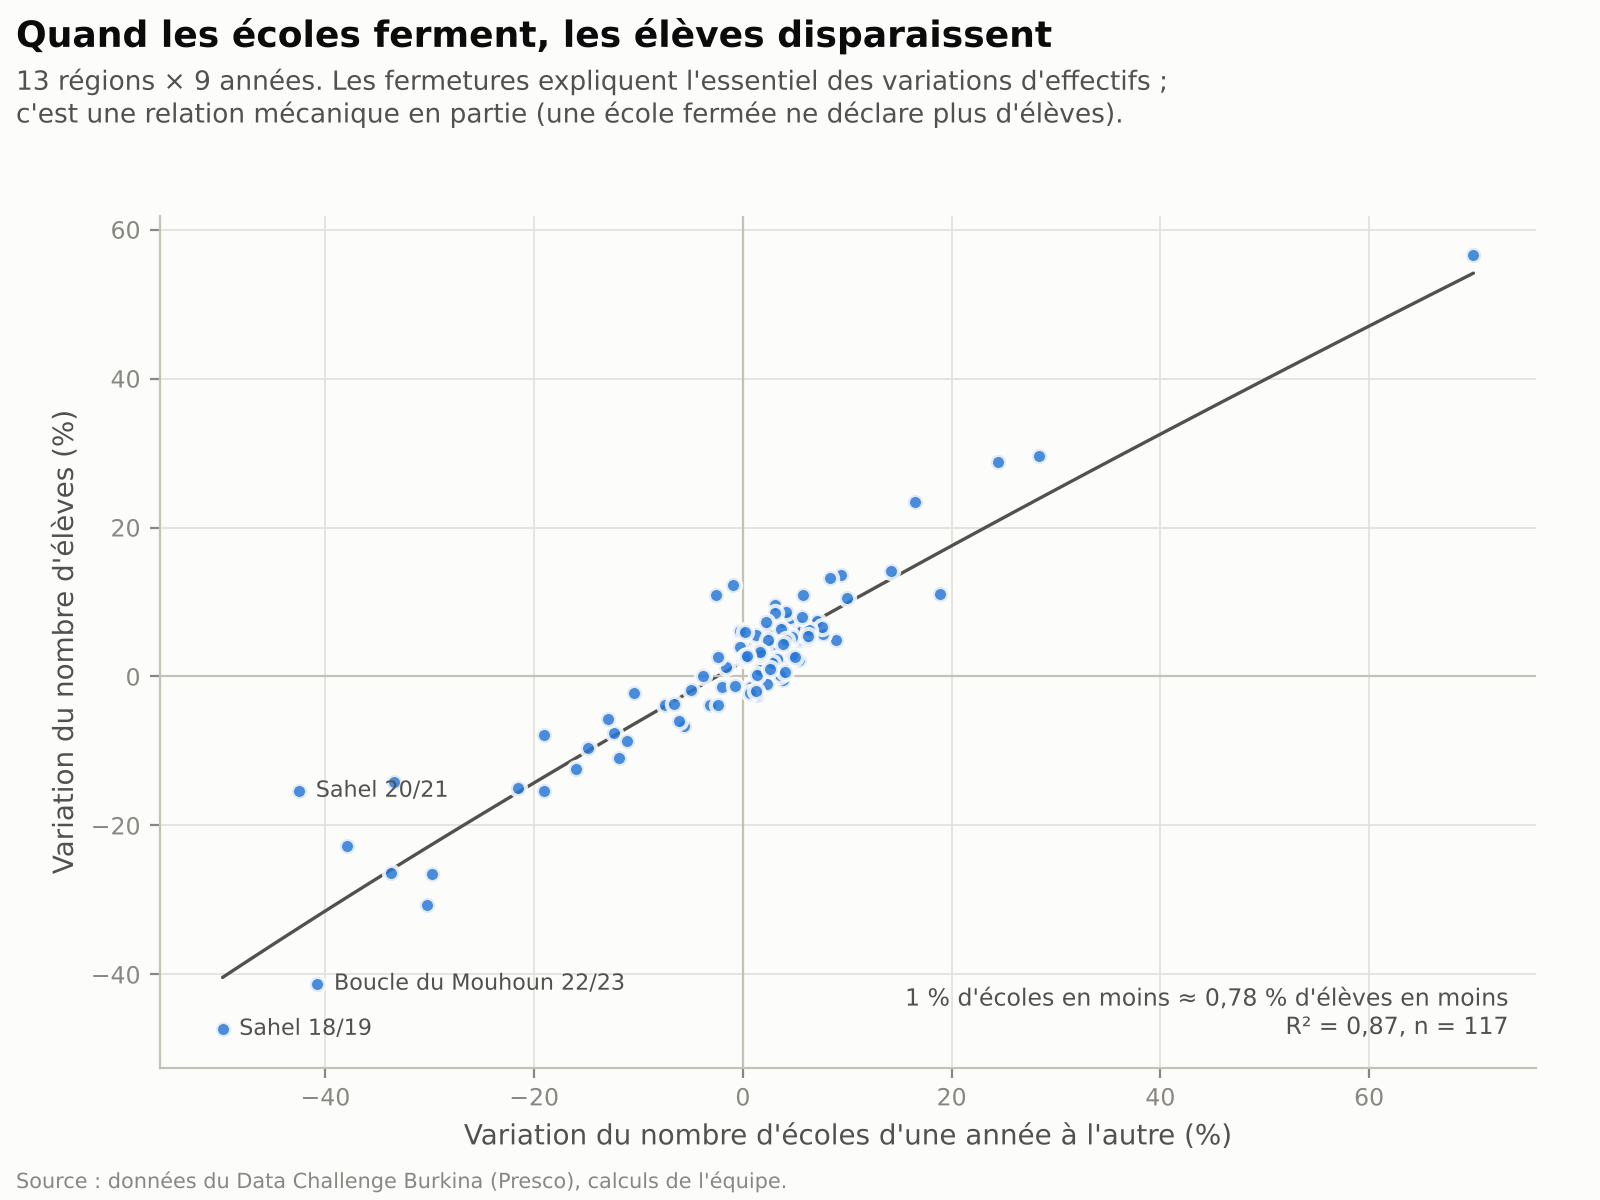 Quand les écoles ferment, les élèves disparaissent
13 régions × 9 années. Les fermetures expliquent l'essentiel des variations d'effectifs ;
c'est une relation mécanique en partie (une école fermée ne déclare plus d'élèves).
Variation du nombre d'élèves (%)
60
40
20
0
−20
−40
Sahel 20/21
Boucle du Mouhoun 22/23
Sahel 18/19
1 % d'écoles en moins ≈ 0,78 % d'élèves en moins
R² = 0,87, n = 117
−40 −20 0 20 40 60
Variation du nombre d'écoles d'une année à l'autre (%)
Source : données du Data Challenge Burkina (Presco), calculs de l'équipe.